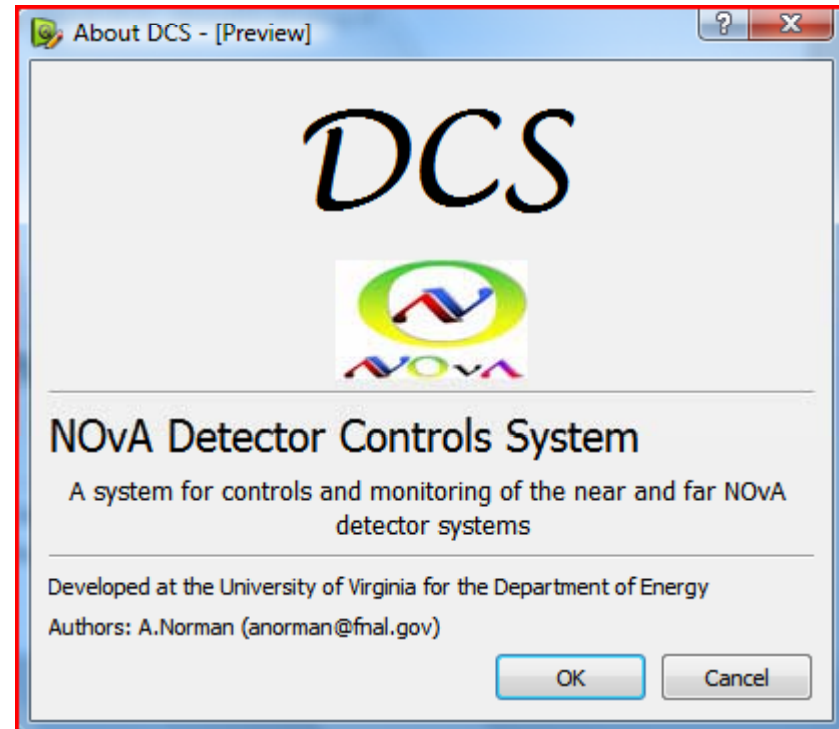 About DCS - [Preview]
DCS
NOvA
NOvA Detector Controls System
A system for controls and monitoring of the near and far NOvA
detector systems
Developed at the University of Virginia for the Department of Energy
Authors: A.Norman (anorman@fnal.gov)
OK Cancel